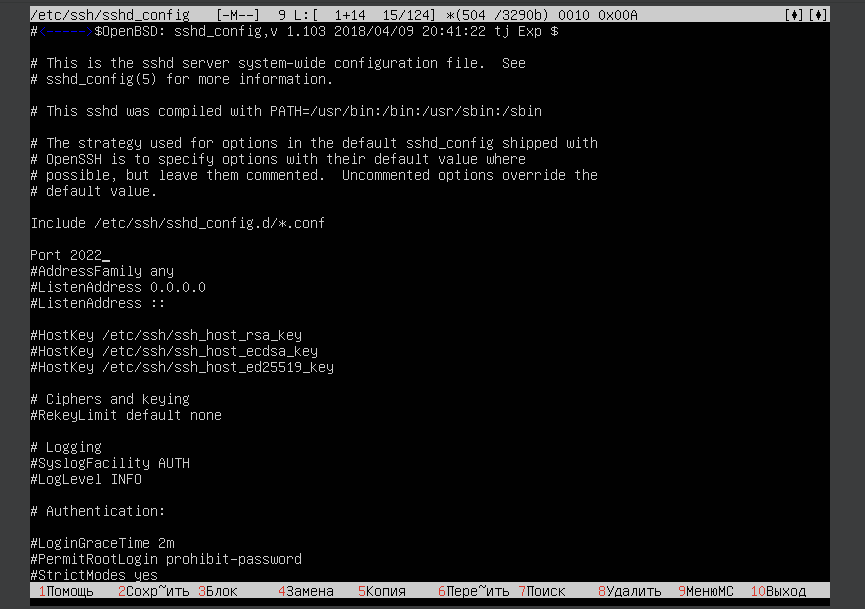 /etc/ssh/sshd_config [-M--] 9 L:[ 1+14 15/124] *(504 /3290b) 0010 0x00A [♦][♦]
#<----->$OpenBSD: sshd_config,v 1.103 2018/04/09 20:41:22 tj Exp $
# This is the sshd server system-wide configuration file.  See
# sshd_config(5) for more information.
# This sshd was compiled with PATH=/usr/bin:/bin:/usr/sbin:/sbin
# The strategy used for options in the default sshd_config shipped with
# OpenSSH is to specify options with their default value where
# possible, but leave them commented.  Uncommented options override the
# default value.
Include /etc/ssh/sshd_config.d/*.conf
Port 2022_
#AddressFamily any
#ListenAddress 0.0.0.0
#ListenAddress ::
#HostKey /etc/ssh/ssh_host_rsa_key
#HostKey /etc/ssh/ssh_host_ecdsa_key
#HostKey /etc/ssh/ssh_host_ed25519_key
# Ciphers and keying
#RekeyLimit default none
# Logging
#SyslogFacility AUTH
#LogLevel INFO
# Authentication:
#LoginGraceTime 2m
#PermitRootLogin prohibit-password
#StrictModes yes
1Помощь 2Сохр~ить 3Блок 4Замена 5Копия 6Пере~ить 7Поиск 8Удалить 9МенюMC 10Выход